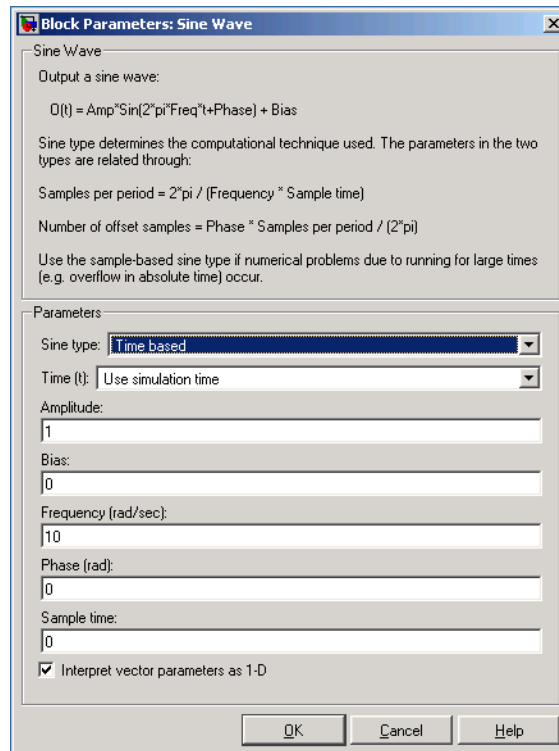 Block Parameters: Sine Wave
Sine Wave
Output a sine wave:
O(t) = Amp*Sin(2*pi*Freq*t+Phase) + Bias
Sine type determines the computational technique used. The parameters in the two
types are related through:
Samples per period = 2*pi / (Frequency * Sample time)
Number of offset samples = Phase * Samples per period / (2*pi)
Use the sample-based sine type if numerical problems due to running for large times
(e.g. overflow in absolute time) occur.
Parameters
Sine type: Time based
Time (t): Use simulation time
Amplitude:
1
Bias:
0
Frequency (rad/sec):
10
Phase (rad):
0
Sample time:
0
Interpret vector parameters as 1-D
OK Cancel Help